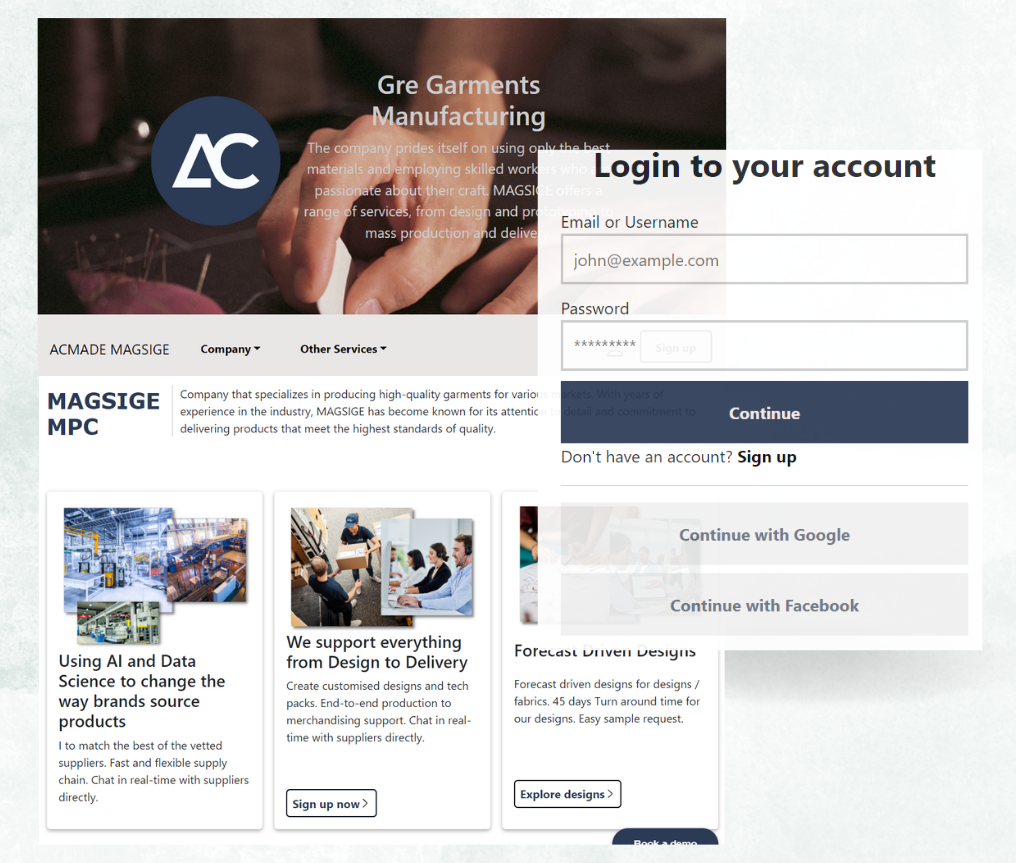 Gre Garments
Manufacturing
The company prides itself on using only the best
materials and employing skilled workers who are
passionate about their craft. MAGSIGE offers a
range of services, from design and prototyping to
mass production and delivery.
AC
Login to your account
Email or Username
john@example.com
Password
*********
Sign up
Continue
Don't have an account? Sign up
Continue with Google
Continue with Facebook
ACMADE MAGSIGE
Company
Other Services
MAGSIGE
MPC
Company that specializes in producing high-quality garments for various markets. With years of
experience in the industry, MAGSIGE has become known for its attention to detail and commitment to
delivering products that meet the highest standards of quality.
Using AI and Data
Science to change the
way brands source
products
I to match the best of the vetted
suppliers. Fast and flexible supply
chain. Chat in real-time with suppliers
directly.
We support everything
from Design to Delivery
Create customised designs and tech
packs. End-to-end production to
merchandising support. Chat in real-
time with suppliers directly.
Sign up now
Forecast Driven Designs
Forecast driven designs for designs /
fabrics. 45 days Turn around time for
our designs. Easy sample request.
Explore designs
Book a demo